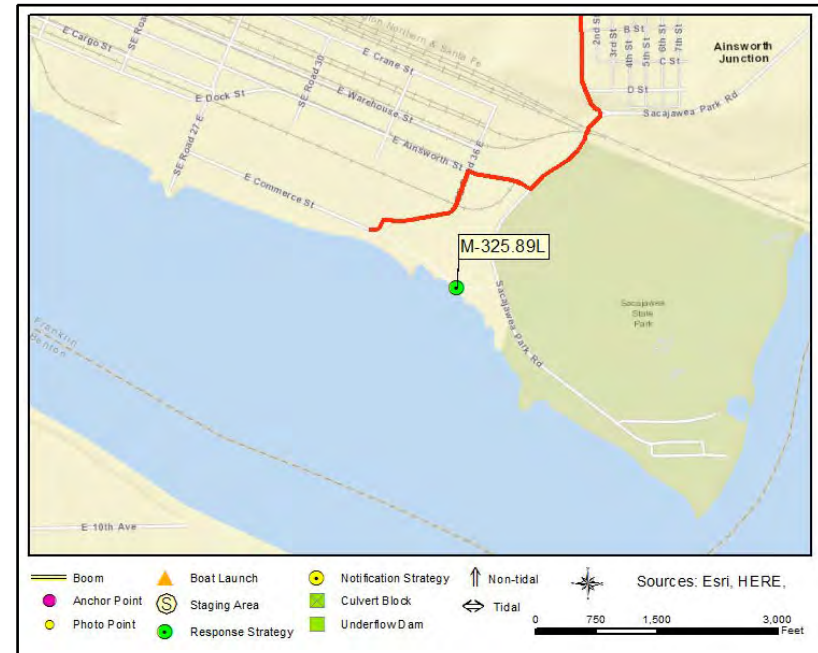 gton Northern & Santa Fe
E Cargo St
SE Road
SE Road 30
E Crane St
2nd St
3rd St
4th St
5th St
6th St
7th St
B St
C St
D St
Ainsworth
Junction
E Dock St
E Warehouse St
Sacajawea Park Rd
SE Road 27 E
E Ainsworth St
d 36 E
E Commerce St
M-325.89L
Sacajawea Park Rd
Sacajawea
State
Park
Franklin
Benton
E 10th Ave
Boom
Boat Launch
Notification Strategy
Non-tidal
Sources: Esri, HERE,
Anchor Point
S
Staging Area
Culvert Block
Tidal
Photo Point
Response Strategy
Underflow Dam
0 750 1,500 3,000
Feet